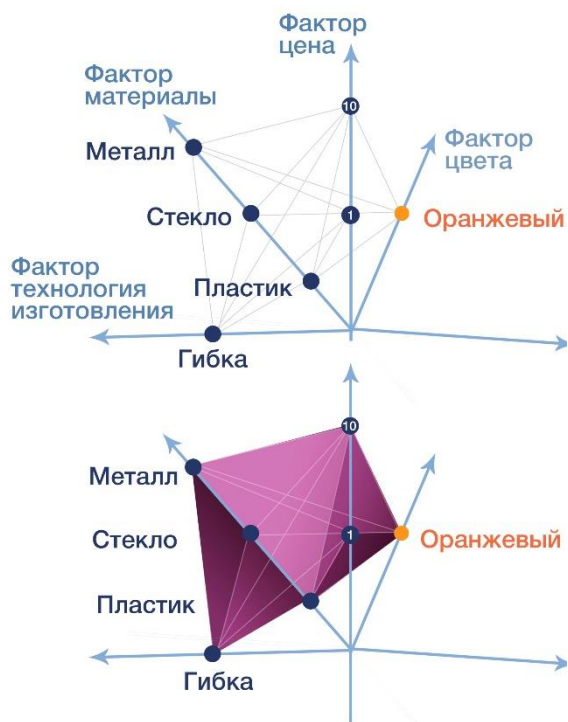 Фактор
цена
Фактор
материалы
10
Фактор
цвета
Металл
Стекло
1
Оранжевый
Фактор
технология
изготовления
Пластик
Гибка
10
Металл
Стекло
1
Оранжевый
Пластик
Гибка